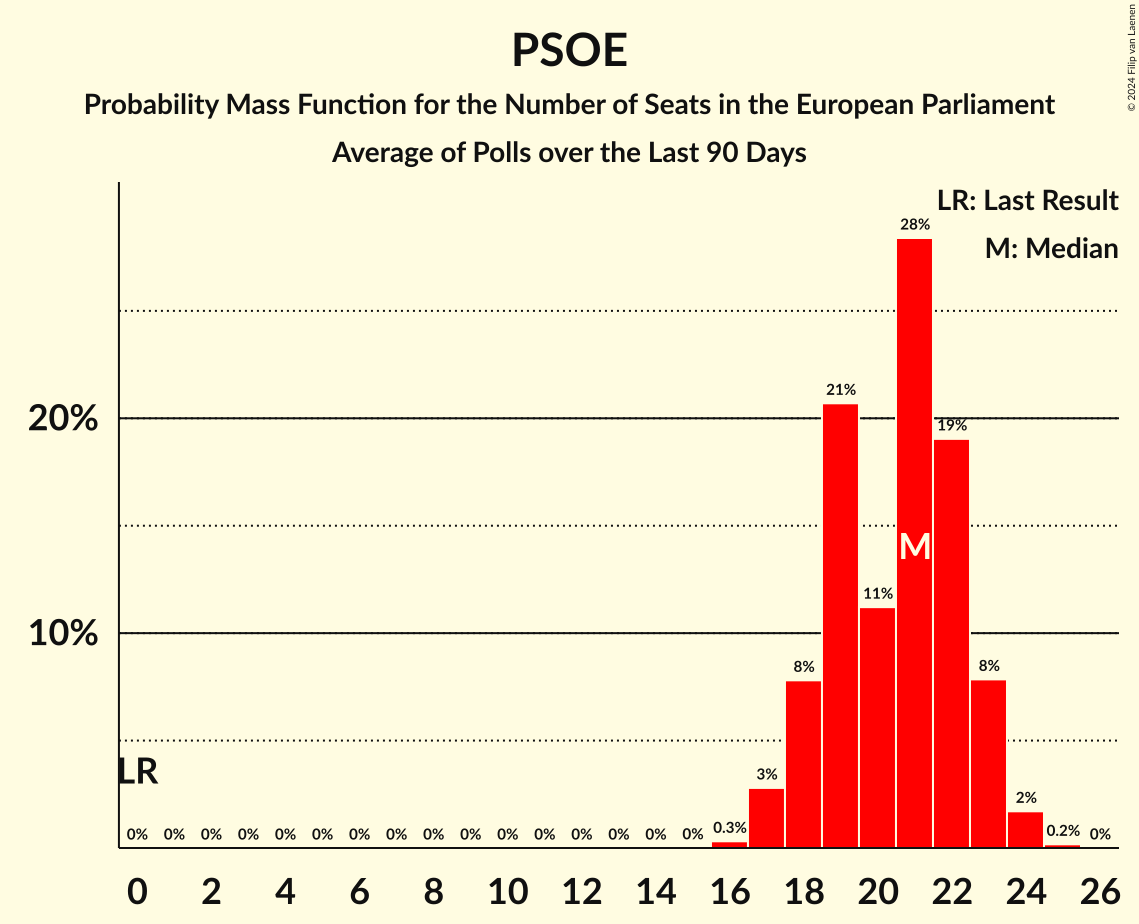 PSOE
Probability Mass Function for the Number of Seats in the European Parliament
Average of Polls over the Last 90 Days
© 2024 Filip van Laenen
LR: Last Result
M: Median
28%
21%
20%
19%
M
11%
10%
8%
8%
LR
3%
2%
0% 0% 0% 0% 0% 0% 0% 0% 0% 0% 0% 0% 0% 0% 0% 0% 0.3% 0.2% 0%
0 2 4 6 8 10 12 14 16 18 20 22 24 26